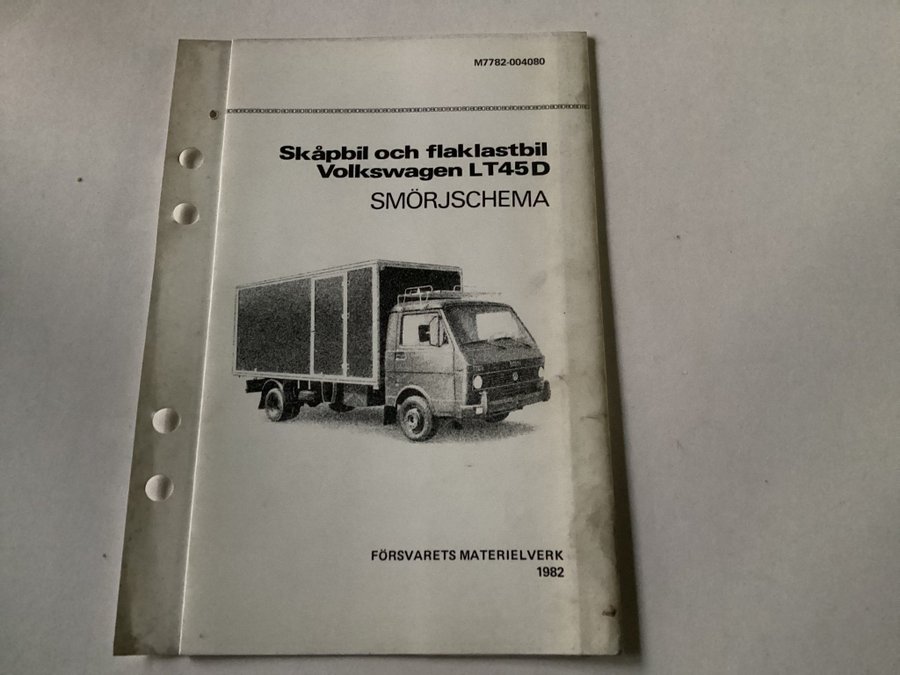 M7782-004080
Skåpbil och flaklastbil
Volkswagen LT45D
SMÖRJSCHEMA
FÖRSVARETS MATERIELVERK
1982